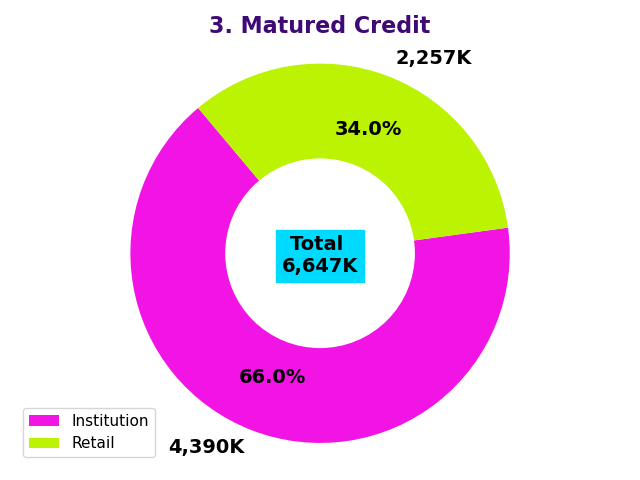 3. Matured Credit
2,257K
34.0%
Total
6,647K
66.0%
Institution
Retail
4,390K